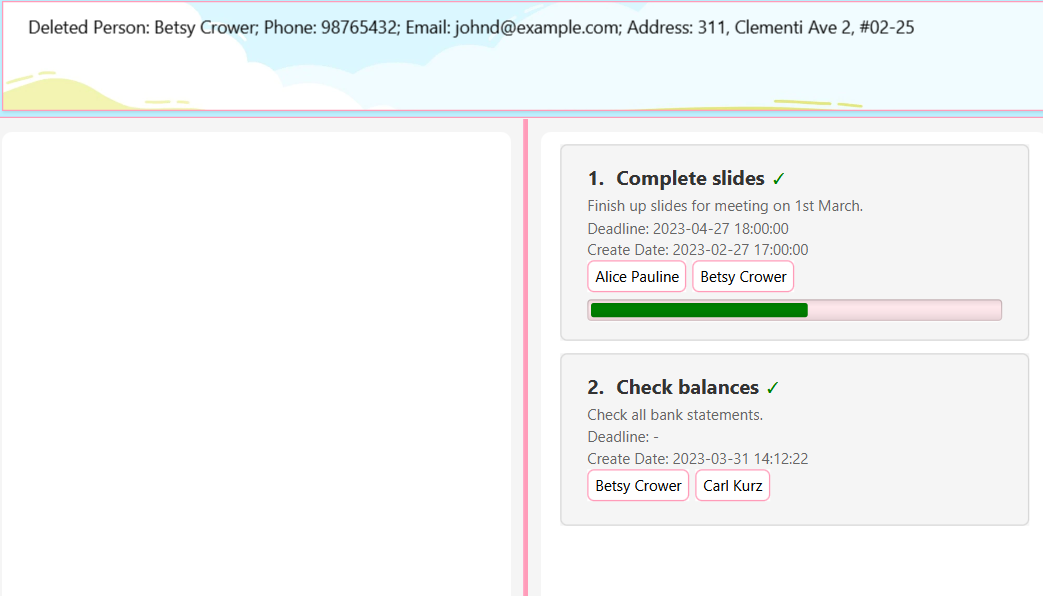 Deleted Person: Betsy Crower; Phone: 98765432; Email: johnd@example.com; Address: 311, Clementi Ave 2, #02-25
1. Complete slides ✓
Finish up slides for meeting on 1st March.
Deadline: 2023-04-27 18:00:00
Create Date: 2023-02-27 17:00:00
Alice Pauline Betsy Crower
2. Check balances ✓
Check all bank statements.
Deadline: -
Create Date: 2023-03-31 14:12:22
Betsy Crower Carl Kurz